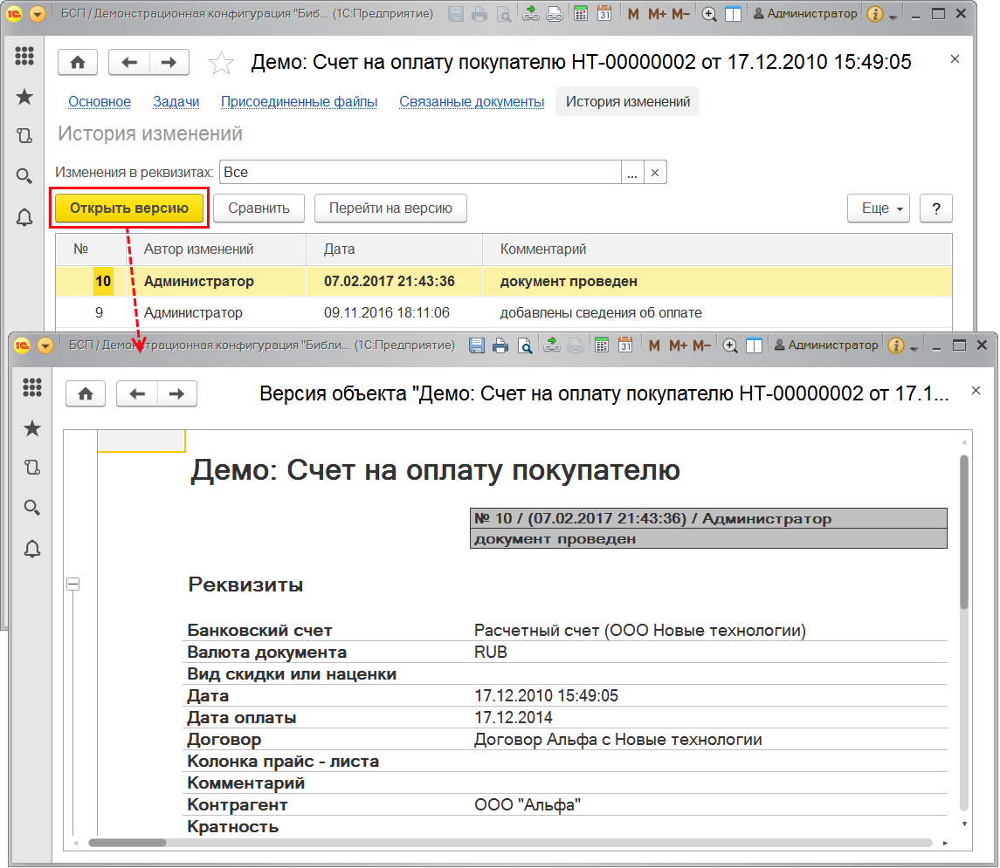 БСП / Демонстрационная конфигурация "Биб... (1С:Предприятие) 31 M M+ M- Администратор
Демо: Счет на оплату покупателю НТ-00000002 от 17.12.2010 15:49:05
Основное Задачи Присоединенные файлы Связанные документы История изменений
История изменений
Изменения в реквизитах: Все ...
Открыть версию Сравнить Перейти на версию Еще ?
№ Автор изменений Дата Комментарий
10 Администратор 07.02.2017 21:43:36 документ проведен
9 Администратор 09.11.2016 18:11:06 добавлены сведения об оплате
БСП / Демонстрационная конфигурация "Библи... (1С:Предприятие) 31 M M+ M- Администратор
Версия объекта "Демо: Счет на оплату покупателю НТ-00000002 от 17.1...
Демо: Счет на оплату покупателю
№ 10 / (07.02.2017 21:43:36) / Администратор
документ проведен
Реквизиты
Банковский счет Расчетный счет (ООО Новые технологии)
Валюта документа RUB
Вид скидки или наценки
Дата 17.12.2010 15:49:05
Дата оплаты 17.12.2014
Договор Договор Альфа с Новые технологии
Колонка прайс - листа
Комментарий
Контрагент ООО "Альфа"
Кратность